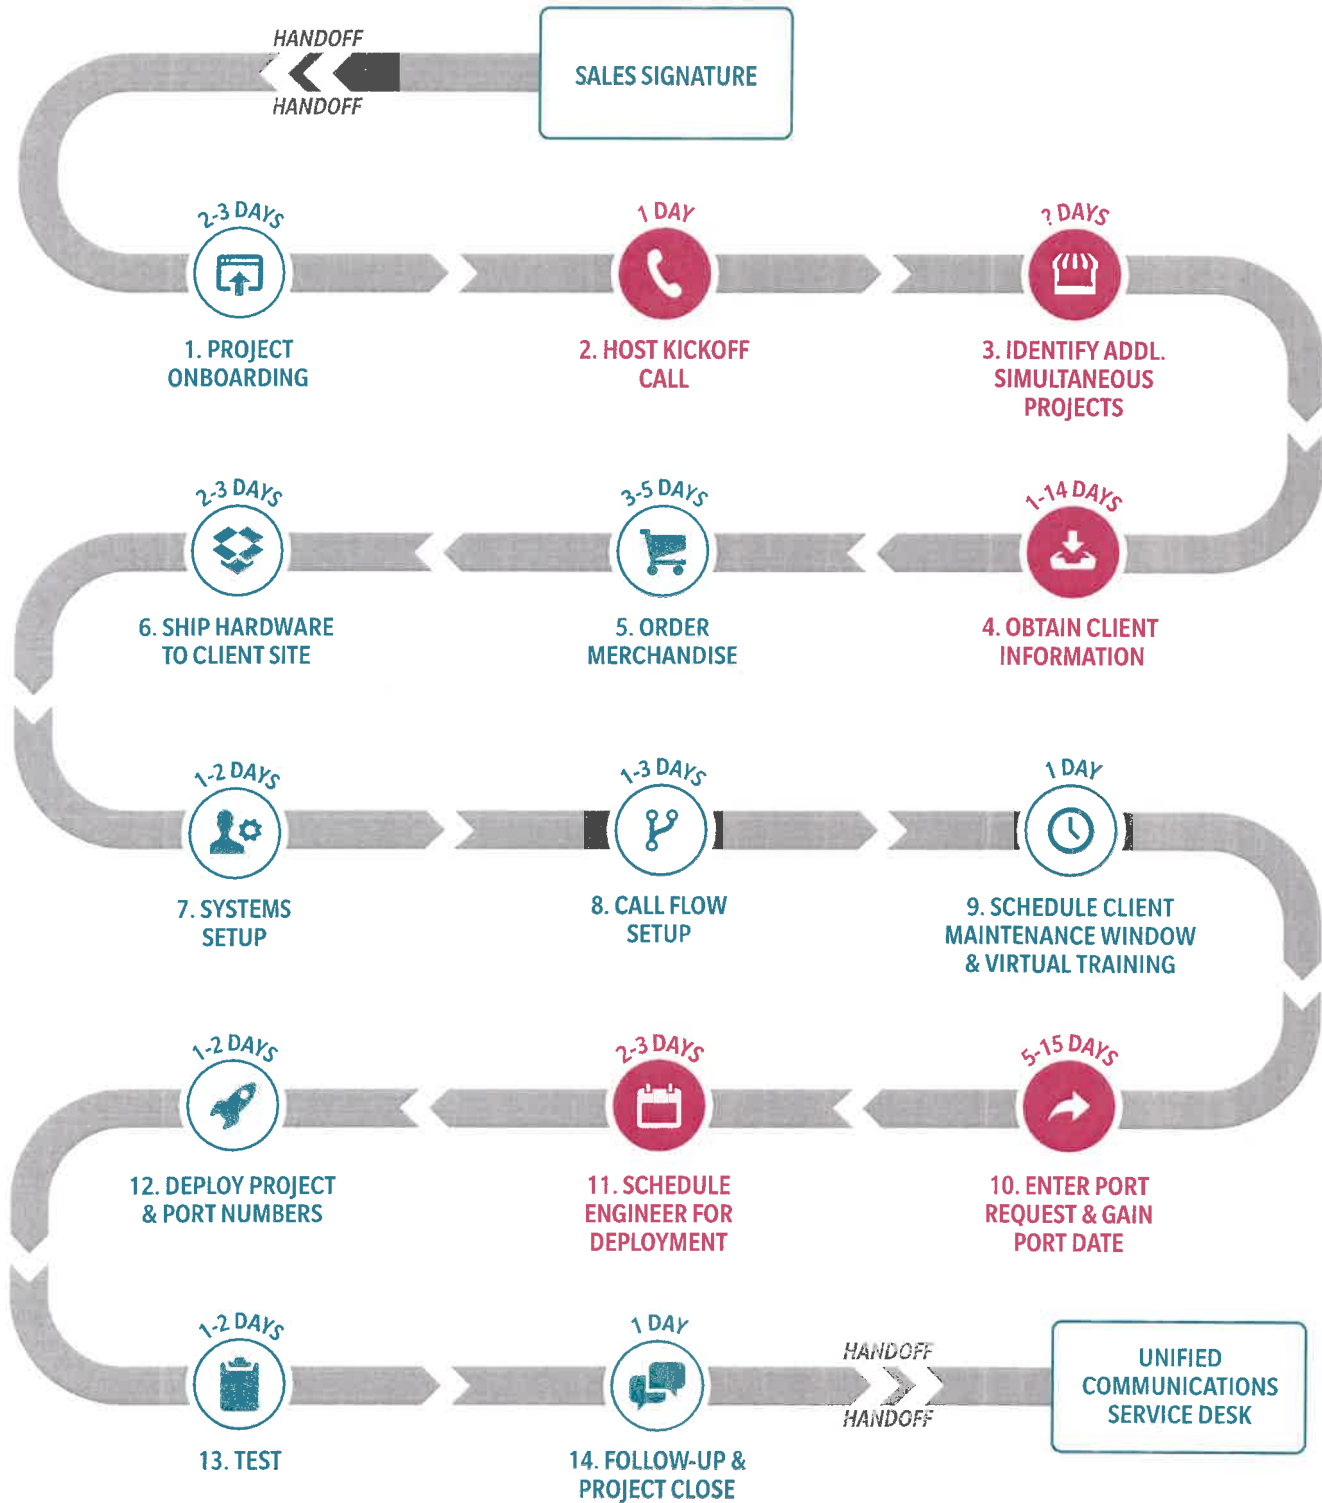 HANDOFF
HANDOFF
SALES SIGNATURE
2-3 DAYS
1. PROJECT
ONBOARDING
1 DAY
2. HOST KICKOFF
CALL
? DAYS
3. IDENTIFY ADDL.
SIMULTANEOUS
PROJECTS
1-14 DAYS
4. OBTAIN CLIENT
INFORMATION
3-5 DAYS
5. ORDER
MERCHANDISE
2-3 DAYS
6. SHIP HARDWARE
TO CLIENT SITE
1-2 DAYS
7. SYSTEMS
SETUP
1-3 DAYS
8. CALL FLOW
SETUP
1 DAY
9. SCHEDULE CLIENT
MAINTENANCE WINDOW
& VIRTUAL TRAINING
5-15 DAYS
10. ENTER PORT
REQUEST & GAIN
PORT DATE
2-3 DAYS
11. SCHEDULE
ENGINEER FOR
DEPLOYMENT
1-2 DAYS
12. DEPLOY PROJECT
& PORT NUMBERS
1-2 DAYS
13. TEST
1 DAY
14. FOLLOW-UP &
PROJECT CLOSE
HANDOFF
HANDOFF
UNIFIED
COMMUNICATIONS
SERVICE DESK